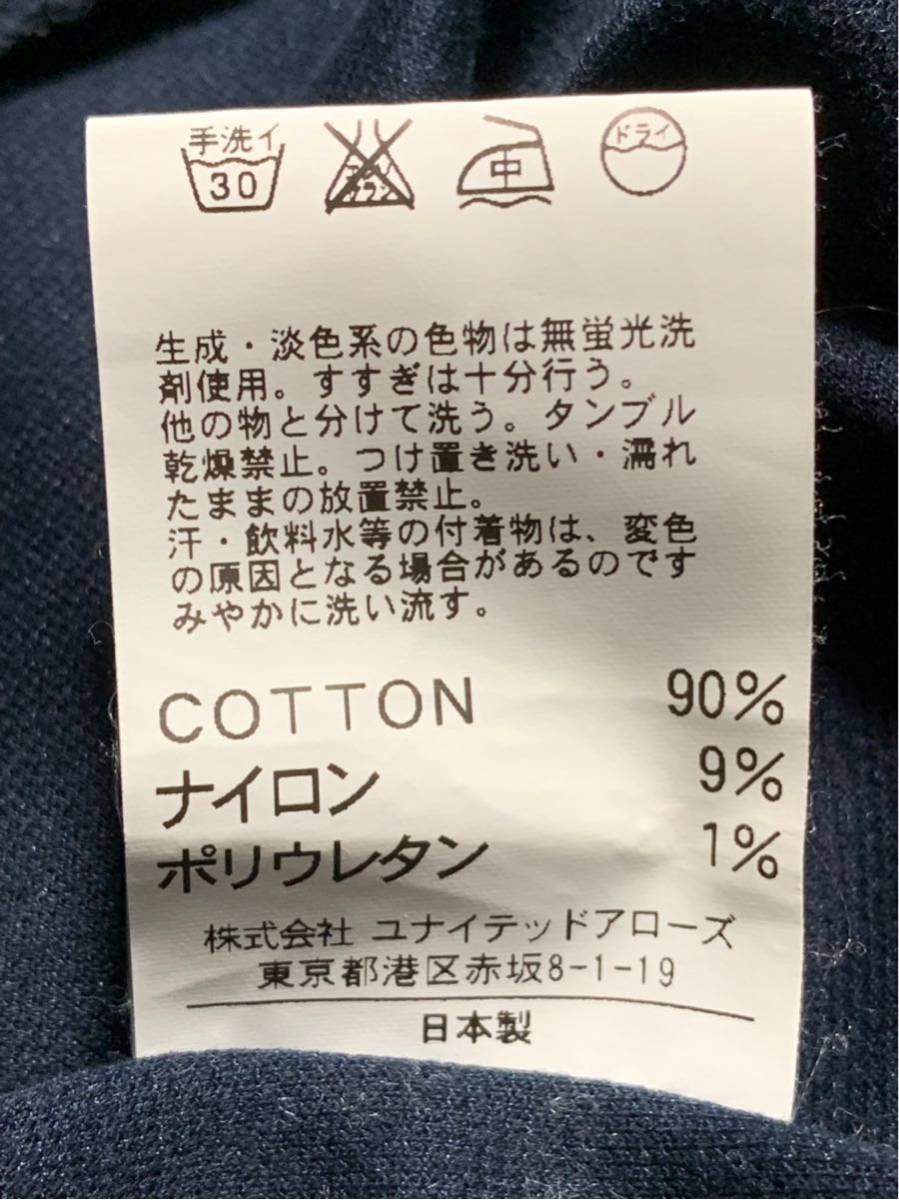 手洗イ
30
エンソ
サラシ
中
ドライ
生成・淡色系の色物は無蛍光洗
剤使用。すすぎは十分行う。
他の物と分けて洗う。タンブル
乾燥禁止。つけ置き洗い・濡れ
たままの放置禁止。
汗・飲料水等の付着物は、変色
の原因となる場合があるのです
みやかに洗い流す。
COTTON 90%
ナイロン 9%
ポリウレタン 1%
株式会社 ユナイテッドアローズ
東京都港区赤坂8-1-19
日本製